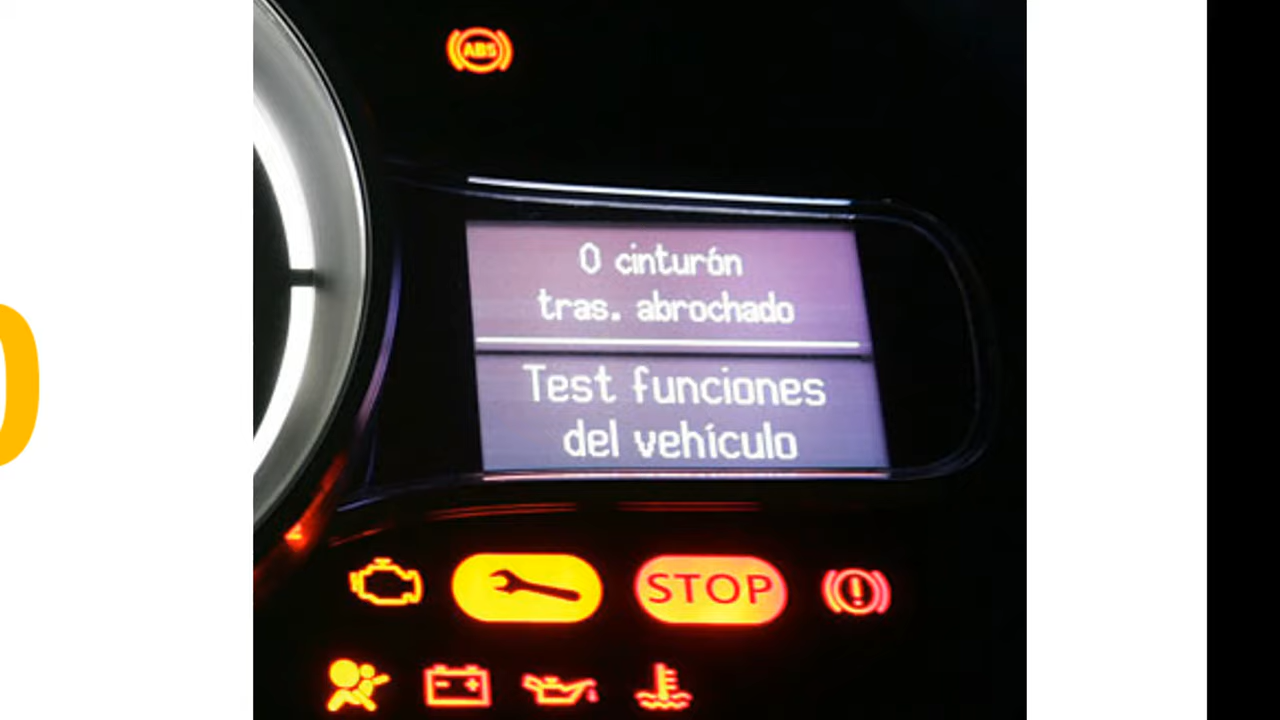 ABS
0 cinturón
tras. abrochado
Test funciones
del vehículo
STOP